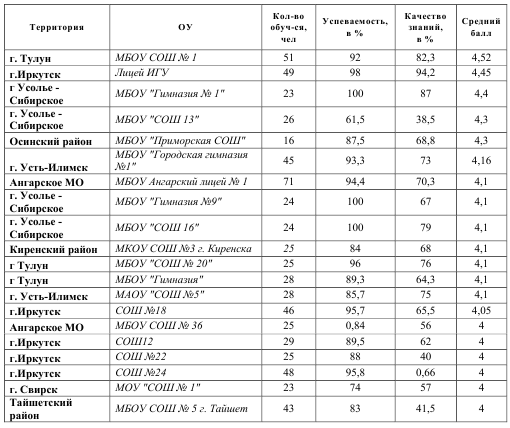 Территория ОУ Кол-во обуч-ся, чел Успеваемость, в % Качество знаний, в % Средний балл
г. Тулун МБОУ СОШ № 1 51 92 82,3 4,52
г.Иркутск Лицей ИГУ 49 98 94,2 4,45
г Усолье - Сибирское МБОУ "Гимназия № 1" 23 100 87 4,4
г. Усолье - Сибирское МБОУ "СОШ 13" 26 61,5 38,5 4,3
Осинский район МБОУ "Приморская СОШ" 16 87,5 68,8 4,3
г. Усть-Илимск МБОУ "Городская гимназия №1" 45 93,3 73 4,16
Ангарское МО МБОУ Ангарский лицей № 1 71 94,4 70,3 4,1
г. Усолье - Сибирское МБОУ "Гимназия №9" 24 100 67 4,1
г. Усолье - Сибирское МБОУ "СОШ 16" 24 100 79 4,1
Киренский район МКОУ СОШ №3 г. Киренска 25 84 68 4,1
г Тулун МБОУ "СОШ № 20" 25 96 76 4,1
г Тулун МБОУ "Гимназия" 28 89,3 64,3 4,1
г. Усть-Илимск МАОУ "СОШ №5" 28 85,7 75 4,1
г.Иркутск СОШ №18 46 95,7 65,5 4,05
Ангарское МО МБОУ СОШ № 36 25 0,84 56 4
г.Иркутск СОШ12 29 89,5 62 4
г.Иркутск СОШ №22 25 88 40 4
г.Иркутск СОШ №24 48 95,8 0,66 4
г. Свирск МОУ "СОШ № 1" 23 74 57 4
Тайшетский район МБОУ СОШ № 5 г. Тайшет 43 83 41,5 4